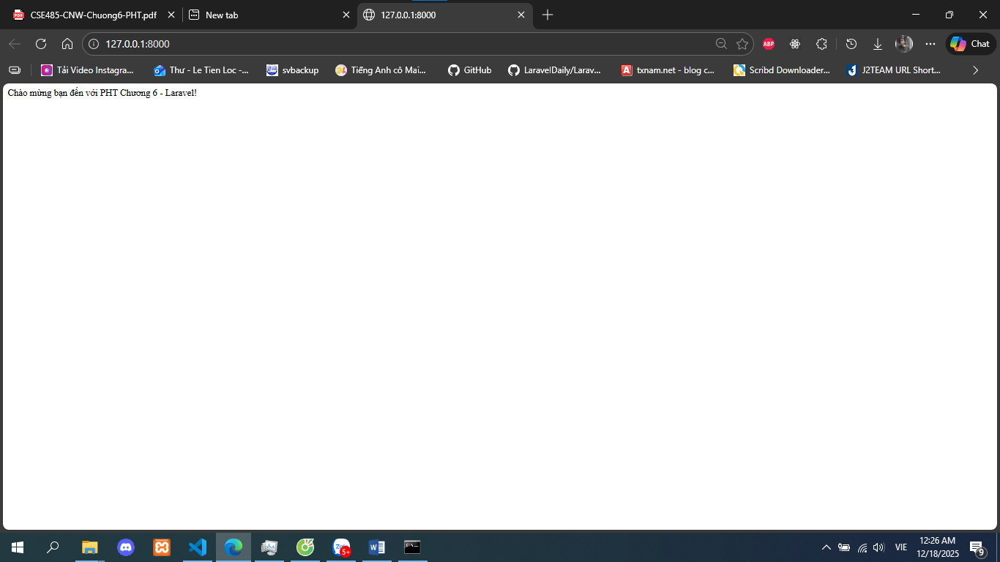 CSE485-CNW-Chuong6-PHT.pdf
New tab
127.0.0.1:8000
127.0.0.1:8000
ABP
Chat
Tải Video Instagra...
Thư - Le Tien Loc -...
svbackup
Tiếng Anh cô Mai...
GitHub
LaravelDaily/Larav...
txnam.net - blog c...
Scribd Downloader...
J2TEAM URL Short...
Chào mừng bạn đến với PHT Chương 6 - Laravel!
5+
VIE
12:26 AM
12/18/2025
9